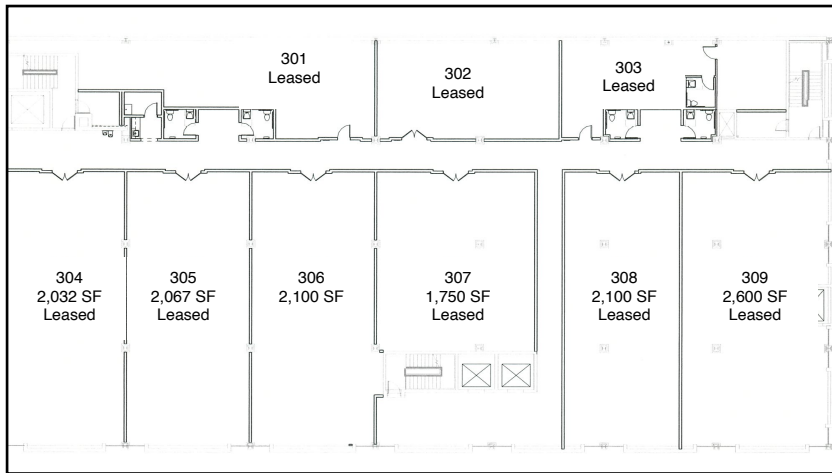 301
Leased
302
Leased
303
Leased
304
2,032 SF
Leased
305
2,067 SF
Leased
306
2,100 SF
307
1,750 SF
Leased
308
2,100 SF
Leased
309
2,600 SF
Leased